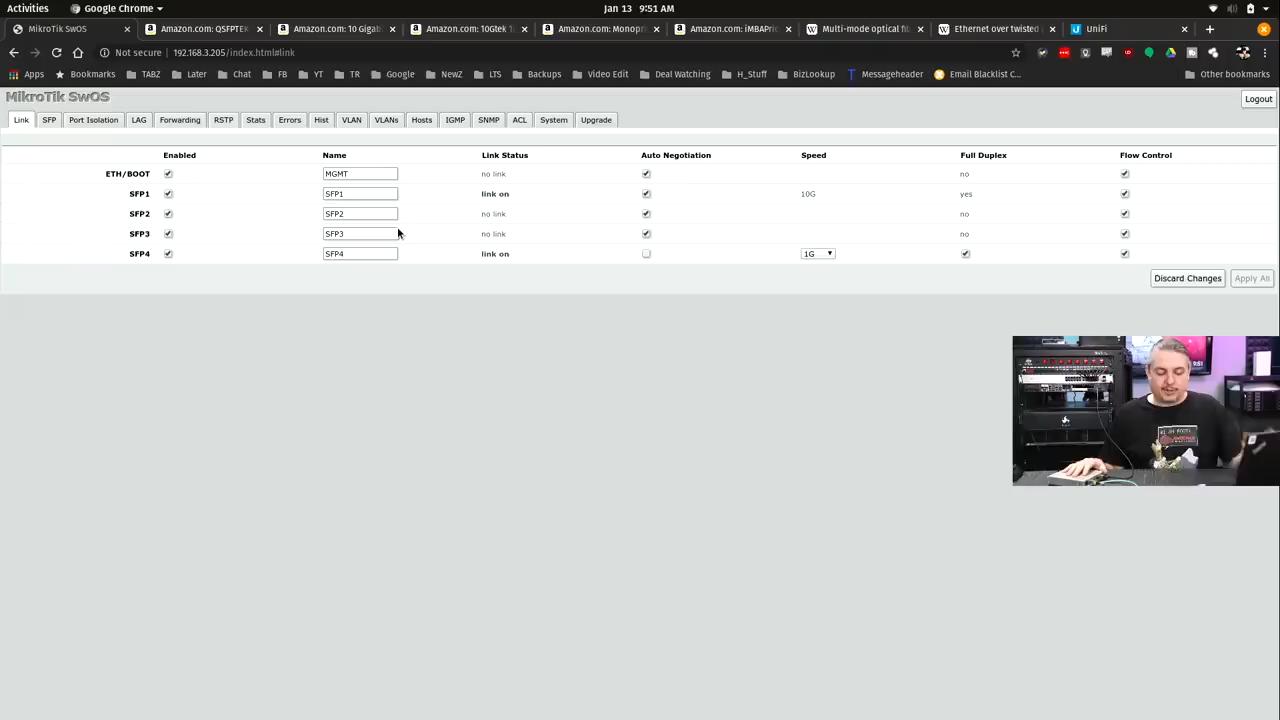 Activities
Google Chrome
Jan 13 9:51 AM
MikroTik SwOS
Amazon.com: QSFPTEK
Amazon.com: 10 Gigab
Amazon.com: 10Gtek 1
Amazon.com: Monopri
Amazon.com: iMBAPric
Multi-mode optical fi
Ethernet over twisted
UniFi
Not secure | 192.168.3.205/index.html#link
Apps
Bookmarks
TABZ
Later
Chat
FB
YT
TR
Google
NewZ
LTS
Backups
Video Edit
Deal Watching
H_Stuff
BizLookup
Messageheader
Email Blacklist C...
Other bookmarks
MikroTik SwOS
Logout
Link SFP Port Isolation LAG Forwarding RSTP Stats Errors Hist VLAN VLANs Hosts IGMP SNMP ACL System Upgrade
Enabled Name Link Status Auto Negotiation Speed Full Duplex Flow Control
ETH/BOOT MGMT no link no
SFP1 SFP1 link on 10G yes
SFP2 SFP2 no link no
SFP3 SFP3 no link no
SFP4 SFP4 link on 1G
Discard Changes Apply All